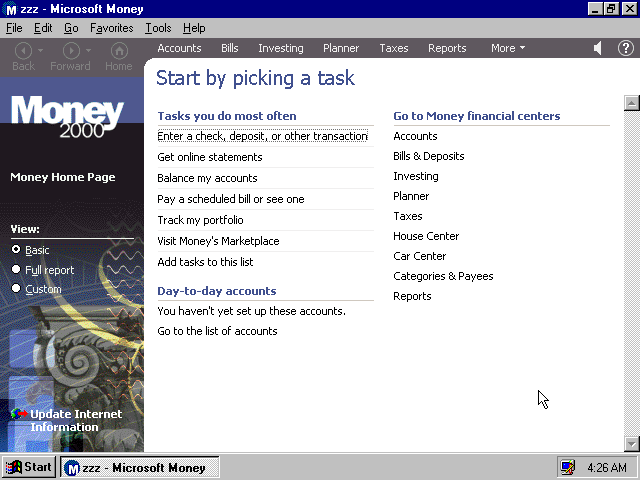 zzz - Microsoft Money
File Edit Go Favorites Tools Help
Back Forward Home
Accounts Bills Investing Planner Taxes Reports More
Start by picking a task
Money
2000
Money Home Page
View:
Basic
Full report
Custom
Update Internet
Information
Tasks you do most often
Enter a check, deposit, or other transaction
Get online statements
Balance my accounts
Pay a scheduled bill or see one
Track my portfolio
Visit Money's Marketplace
Add tasks to this list
Day-to-day accounts
You haven't yet set up these accounts.
Go to the list of accounts
Go to Money financial centers
Accounts
Bills & Deposits
Investing
Planner
Taxes
House Center
Car Center
Categories & Payees
Reports
Start
zzz - Microsoft Money
4:26 AM